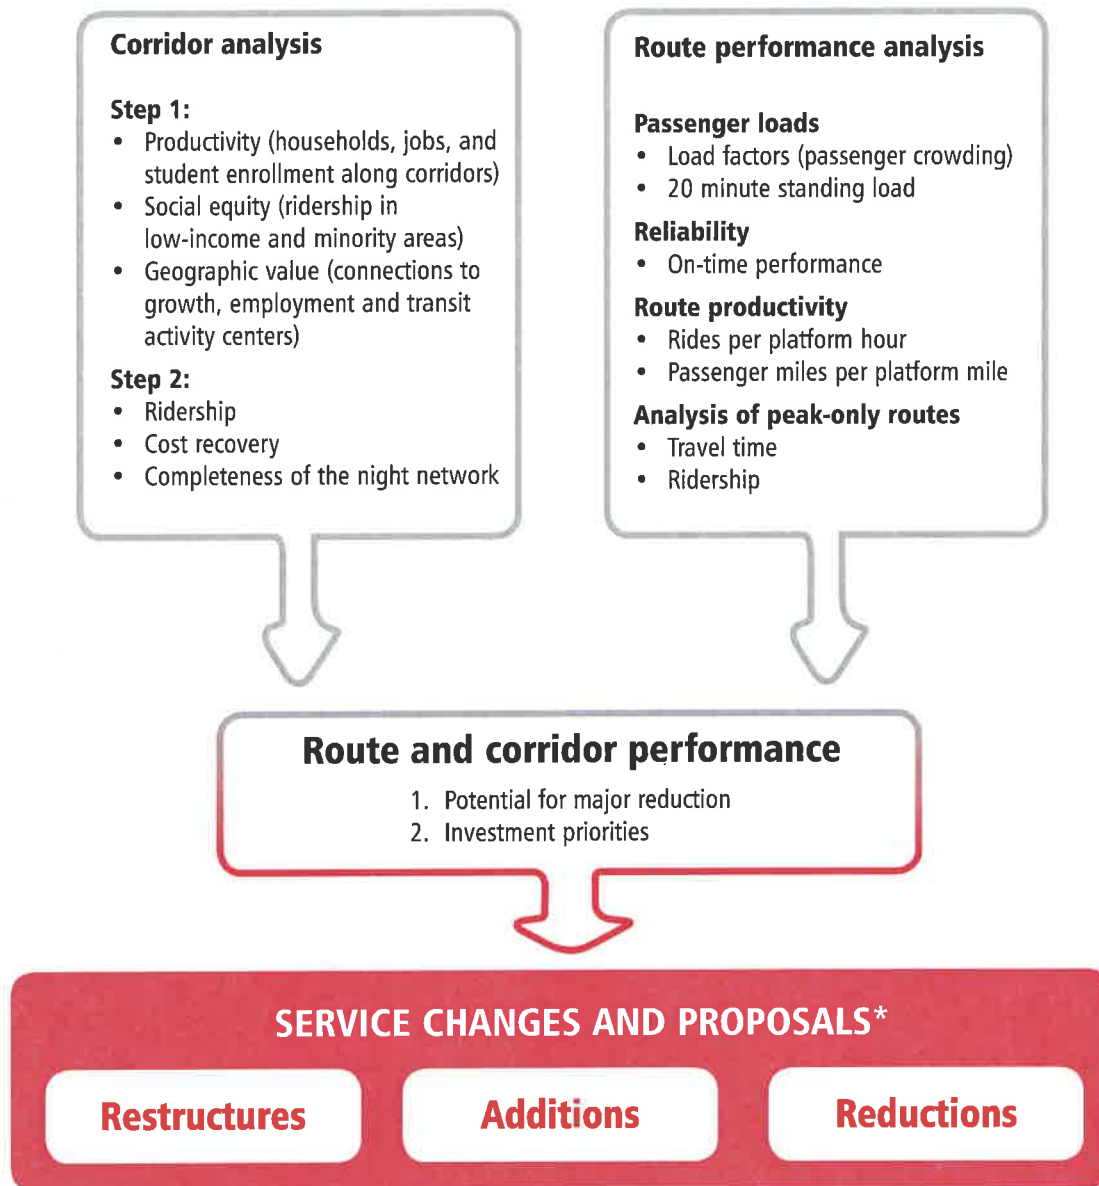 Corridor analysis
Step 1:
• Productivity (households, jobs, and
student enrollment along corridors)
• Social equity (ridership in
low-income and minority areas)
• Geographic value (connections to
growth, employment and transit
activity centers)
Step 2:
• Ridership
• Cost recovery
• Completeness of the night network
Route performance analysis
Passenger loads
• Load factors (passenger crowding)
• 20 minute standing load
Reliability
• On-time performance
Route productivity
• Rides per platform hour
• Passenger miles per platform mile
Analysis of peak-only routes
• Travel time
• Ridership
Route and corridor performance
1. Potential for major reduction
2. Investment priorities
SERVICE CHANGES AND PROPOSALS*
Restructures
Additions
Reductions